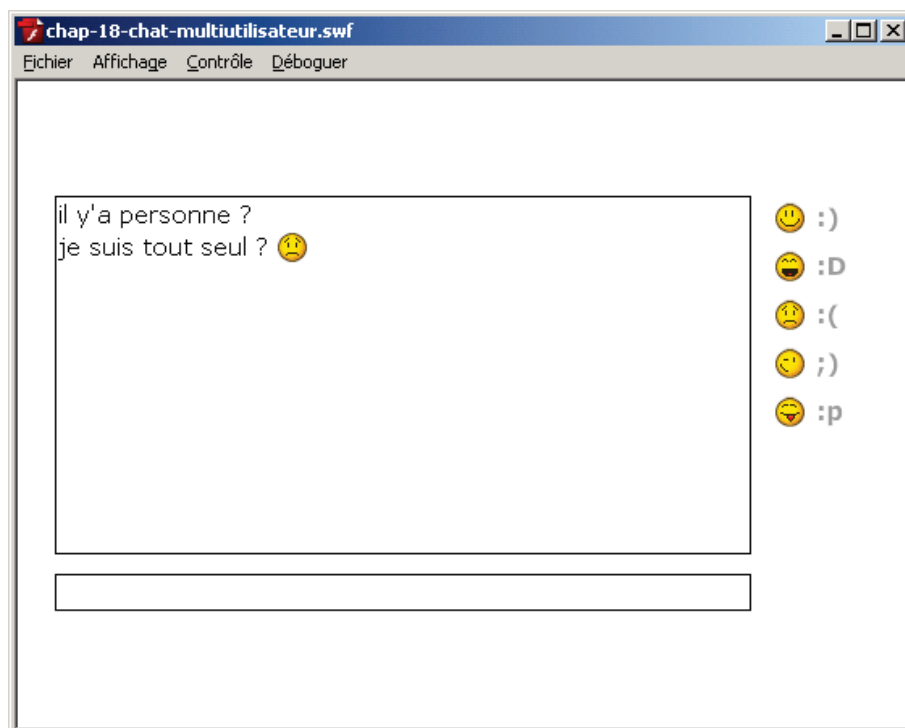 chap-18-chat-multiutilisateur.swf
Fichier Affichage Contrôle Déboguer
il y'a personne ?
je suis tout seul ?
:)
:D
:(
;)
:p